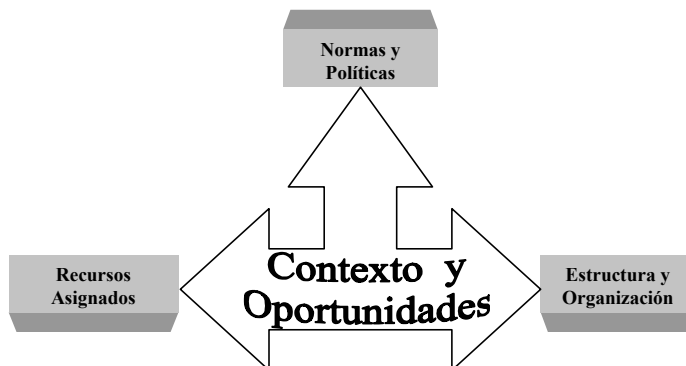 Normas y
Políticas
Contexto y
Oportunidades
Recursos
Asignados
Estructura y
Organización